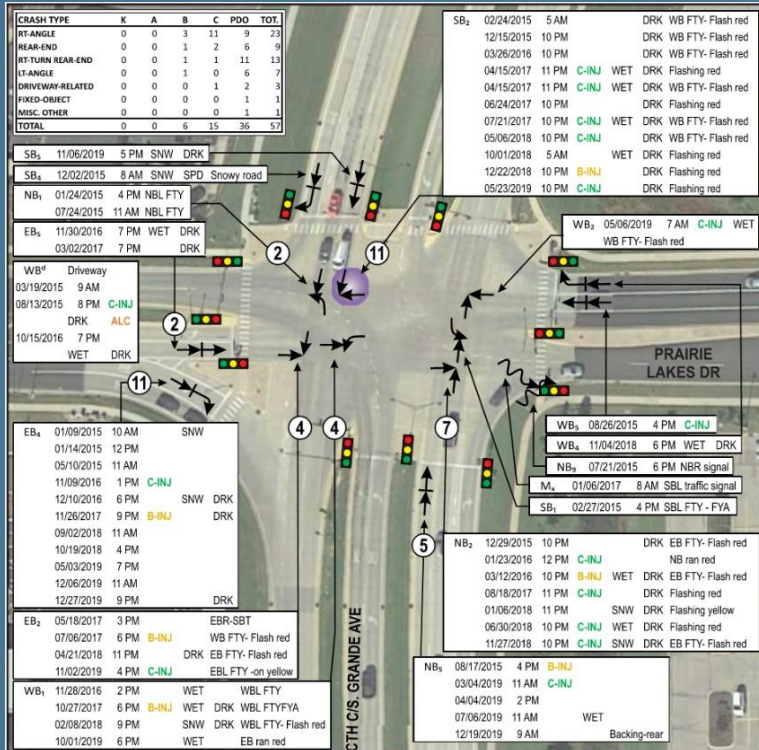 CRASH TYPE K A B C PDO TOT.
RT-ANGLE 0 0 3 11 9 23
REAR-END 0 0 1 2 6 9
RT-TURN REAR-END 0 0 1 1 11 13
LT-ANGLE 0 0 1 0 6 7
DRIVEWAY-RELATED 0 0 0 1 2 3
FIXED-OBJECT 0 0 0 0 1 1
MISC. OTHER 0 0 0 0 1 1
TOTAL 0 0 6 15 36 57
SB₂ 02/24/2015 5 AM DRK WB FTY- Flash red
12/15/2015 10 PM DRK WB FTY- Flash red
03/26/2016 10 PM DRK WB FTY- Flash red
04/15/2017 11 PM C-INJ WET DRK Flashing red
04/15/2017 11 PM C-INJ WET DRK WB FTY- Flash red
06/24/2017 10 PM DRK Flashing red
07/21/2017 10 PM C-INJ WET DRK WB FTY- Flash red
05/06/2018 10 PM C-INJ DRK WB FTY- Flash red
10/01/2018 5 AM WET DRK Flashing red
12/22/2018 10 PM B-INJ DRK Flashing red
05/23/2019 10 PM C-INJ DRK Flashing red
SB₅ 11/06/2019 5 PM SNW DRK
SB₄ 12/02/2015 8 AM SNW SPD Snowy road
NB₁ 01/24/2015 4 PM NBL FTY
07/24/2015 11 AM NBL FTY
EB₅ 11/30/2016 7 PM WET DRK
03/02/2017 7 PM DRK
WBᵈ Driveway
03/19/2015 9 AM
08/13/2015 8 PM C-INJ
DRK ALC
10/15/2016 7 PM
WET DRK
2
11
WB₂ 05/06/2019 7 AM C-INJ WET
WB FTY- Flash red
2
11
4
4
7
5
PRAIRIE
LAKES DR
WB₅ 08/26/2015 4 PM C-INJ
WB₄ 11/04/2018 6 PM WET DRK
NB₉ 07/21/2015 6 PM NBR signal
Mₓ 01/06/2017 8 AM SBL traffic signal
SB₁ 02/27/2015 4 PM SBL FTY - FYA
EB₄ 01/09/2015 10 AM SNW
01/14/2015 12 PM
05/10/2015 11 AM
11/09/2016 1 PM C-INJ
12/10/2016 6 PM SNW DRK
11/26/2017 9 PM B-INJ DRK
09/02/2018 11 AM
10/19/2018 4 PM
05/03/2019 7 PM
12/06/2019 11 AM
12/27/2019 9 PM DRK
EB₂ 05/18/2017 3 PM EBR-SBT
07/06/2017 6 PM B-INJ WB FTY- Flash red
04/21/2018 11 PM DRK EB FTY- Flash red
11/02/2019 4 PM C-INJ EBL FTY -on yellow
WB₁ 11/28/2016 2 PM WET WBL FTY
10/27/2017 6 PM B-INJ WET DRK WBL FTYFYA
02/08/2018 9 PM SNW DRK WBL FTY- Flash red
10/01/2019 6 PM WET EB ran red
NB₂ 12/29/2015 10 PM DRK EB FTY- Flash red
01/23/2016 12 PM C-INJ NB ran red
03/12/2016 10 PM B-INJ WET DRK EB FTY- Flash red
08/18/2017 11 PM C-INJ DRK Flashing red
01/06/2018 11 PM SNW DRK Flashing yellow
06/30/2018 10 PM C-INJ WET DRK Flashing red
11/27/2018 10 PM C-INJ SNW DRK EB FTY- Flash red
NB₅ 08/17/2015 4 PM B-INJ
03/04/2019 11 AM C-INJ
04/04/2019 2 PM
07/06/2019 11 AM WET
12/19/2019 9 AM Backing-rear
CTH C/S. GRANDE AVE